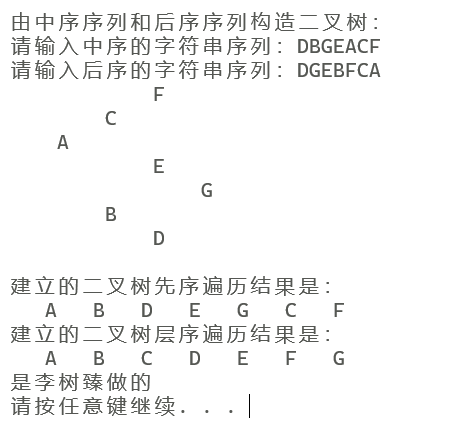 由中序序列和后序序列构造二叉树:
请输入中序的字符串序列: DBGEACF
请输入后序的字符串序列: DGEBFCA
F
C
A
E
G
B
D
建立的二叉树先序遍历结果是:
A B D E G C F
建立的二叉树层序遍历结果是:
A B C D E F G
是李树臻做的
请按任意键继续. . .